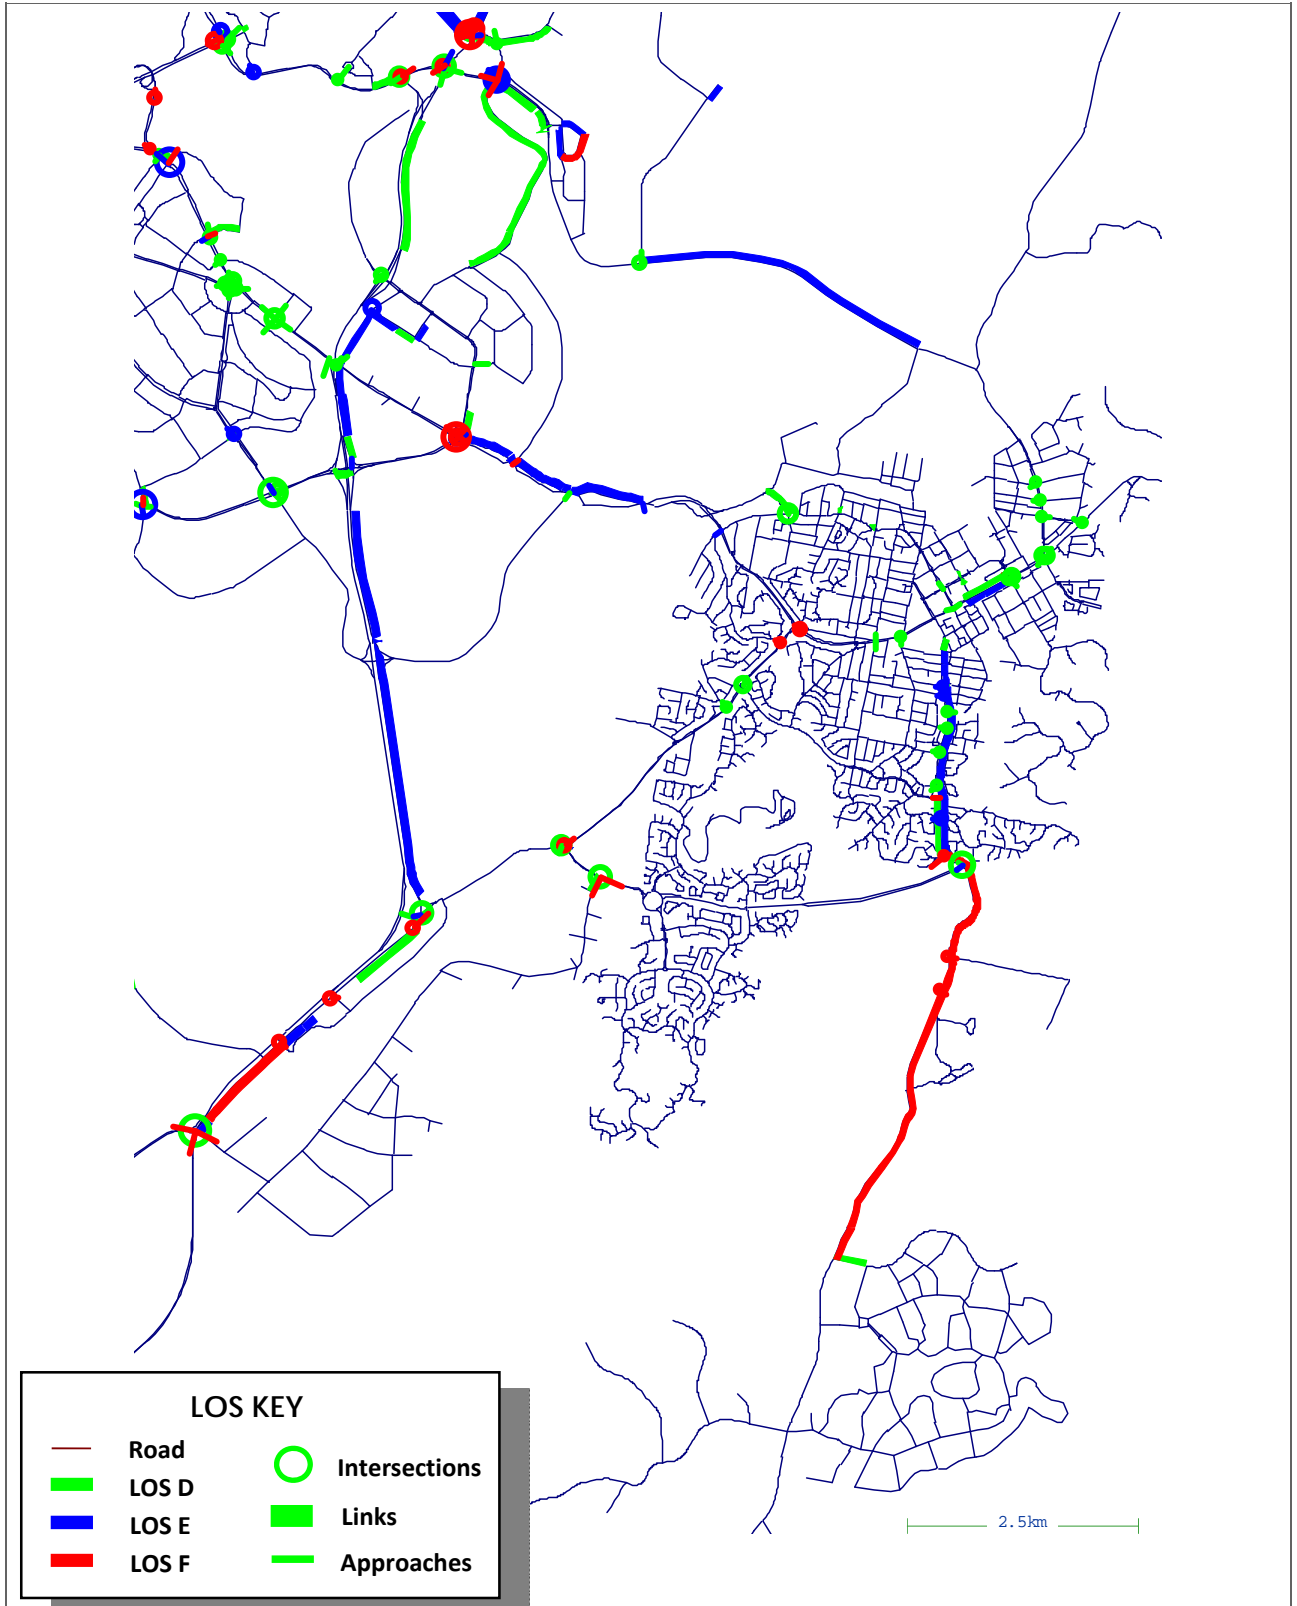 2.5km
LOS KEY
Road
LOS D
LOS E
LOS F
Intersections
Links
Approaches